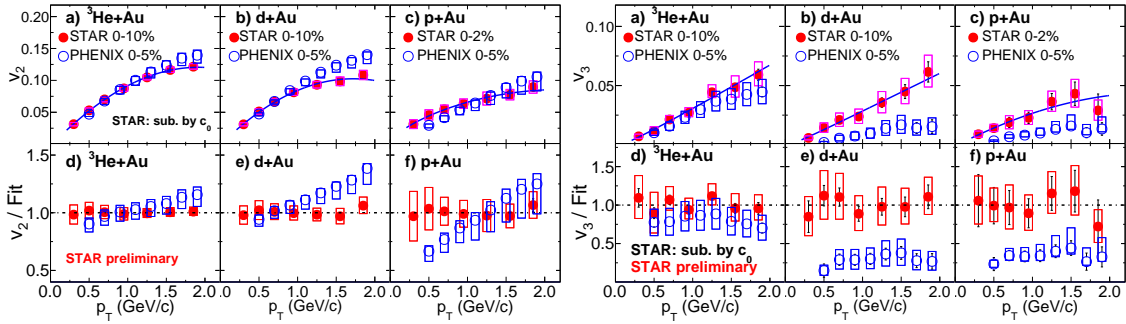 a) ³He+Au
STAR 0-10%
PHENIX 0-5%
STAR: sub. by c₀
b) d+Au
STAR 0-10%
PHENIX 0-5%
c) p+Au
STAR 0-2%
PHENIX 0-5%
v₂
0.20
0.15
0.10
0.05
d) ³He+Au
STAR preliminary
e) d+Au
f) p+Au
v₂ / Fit
1.5
1.0
0.5
0.0 0.5 1.0 1.5 2.0
0.5 1.0 1.5 2.0
0.5 1.0 1.5 2.0
p_T (GeV/c)
p_T (GeV/c)
p_T (GeV/c)
a) ³He+Au
STAR 0-10%
PHENIX 0-5%
b) d+Au
STAR 0-10%
PHENIX 0-5%
c) p+Au
STAR 0-2%
PHENIX 0-5%
v₃
0.05
d) ³He+Au
STAR: sub. by c₀
STAR preliminary
e) d+Au
f) p+Au
v₃ / Fit
1.5
1.0
0.5
0.0 0.5 1.0 1.5 2.0
0.5 1.0 1.5 2.0
0.5 1.0 1.5 2.0
p_T (GeV/c)
p_T (GeV/c)
p_T (GeV/c)